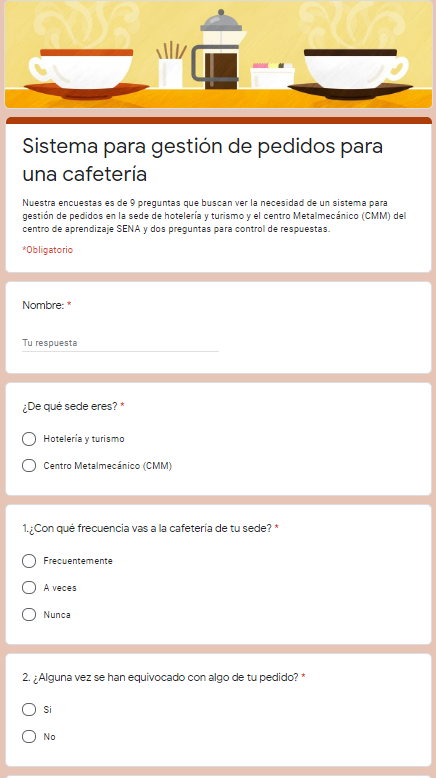 Sistema para gestión de pedidos para
una cafetería
Nuestra encuestas es de 9 preguntas que buscan ver la necesidad de un sistema para
gestión de pedidos en la sede de hotelería y turismo y el centro Metalmecánico (CMM) del
centro de aprendizaje SENA y dos preguntas para control de respuestas.
*Obligatorio
Nombre: *
Tu respuesta
¿De qué sede eres? *
Hotelería y turismo
Centro Metalmecánico (CMM)
1.¿Con qué frecuencia vas a la cafetería de tu sede? *
Frecuentemente
A veces
Nunca
2. ¿Alguna vez se han equivocado con algo de tu pedido? *
Si
No